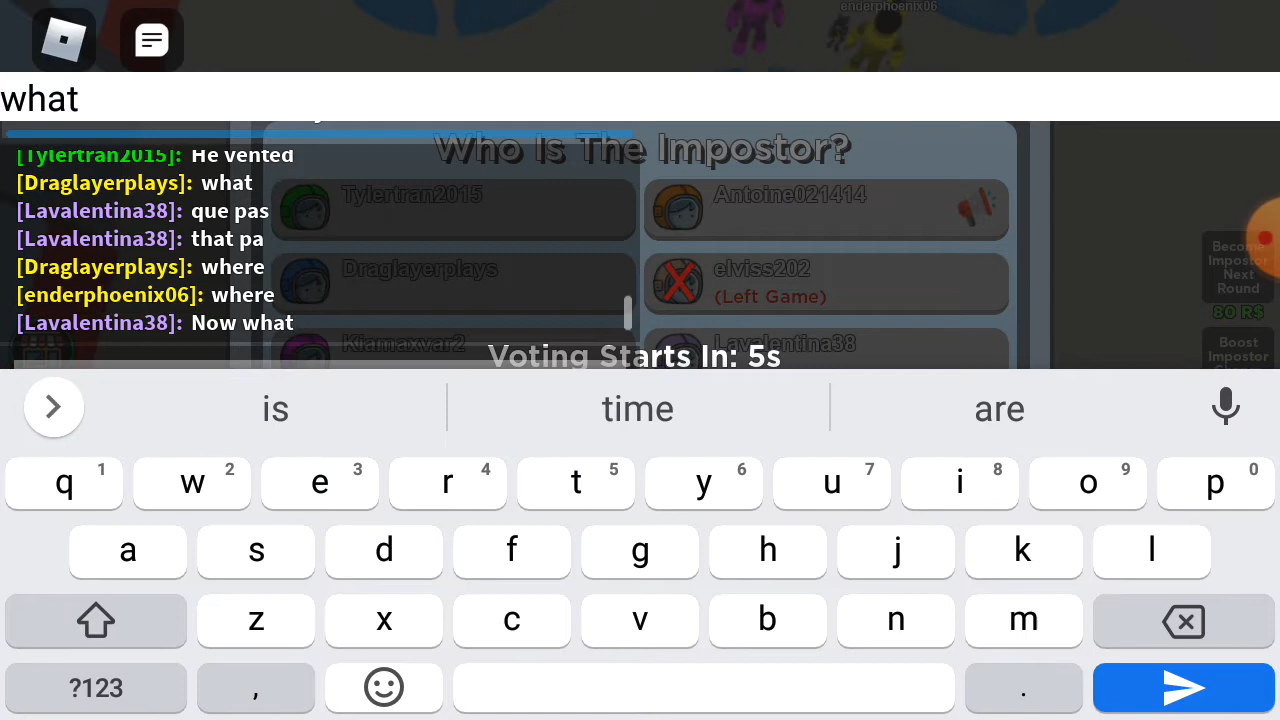 enderphoenix06
what
Who Is The Impostor?
[Tylertran2015]: He vented
[Draglayerplays]: what
[Lavalentina38]: que pas
[Lavalentina38]: that pa
[Draglayerplays]: where
[enderphoenix06]: where
[Lavalentina38]: Now what
Tylertran2015
Antoine021414
Draglayerplays
elviss202
(Left Game)
Kiamaxvar2
Lavalentina38
Voting Starts In: 5s
Become
Impostor
Next
Round
80 R$
Boost
Impostor
is time are
q 1 w 2 e 3 r 4 t 5 y 6 u 7 i 8 o 9 p 0
a s d f g h j k l
z x c v b n m
?123 , .